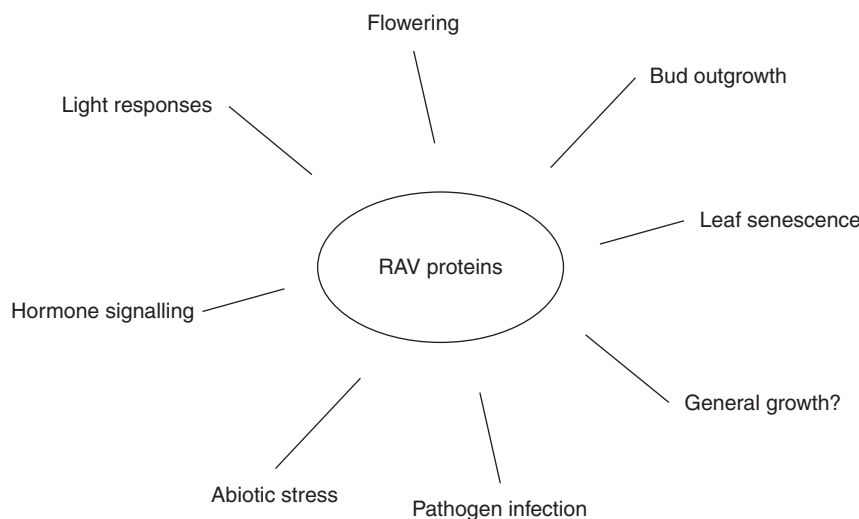 Flowering
Bud outgrowth
Light responses
Leaf senescence
RAV proteins
Hormone signalling
General growth?
Abiotic stress
Pathogen infection